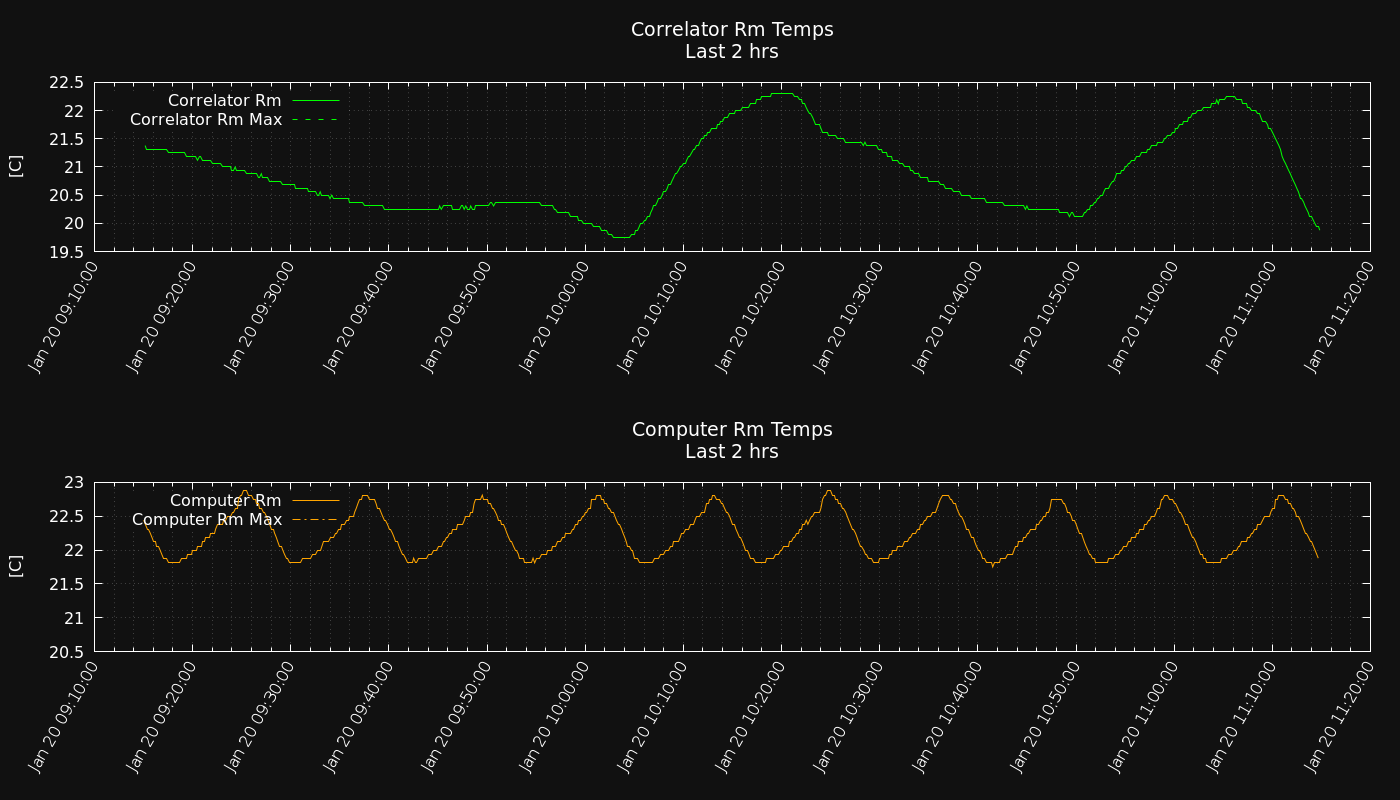 Correlator Rm Temps
Last 2 hrs
22.5
22
21.5
21
20.5
20
19.5
[C]
Correlator Rm
Correlator Rm Max
Jan 20 09:10:00
Jan 20 09:20:00
Jan 20 09:30:00
Jan 20 09:40:00
Jan 20 09:50:00
Jan 20 10:00:00
Jan 20 10:10:00
Jan 20 10:20:00
Jan 20 10:30:00
Jan 20 10:40:00
Jan 20 10:50:00
Jan 20 11:00:00
Jan 20 11:10:00
Jan 20 11:20:00
Computer Rm Temps
Last 2 hrs
23
22.5
22
21.5
21
20.5
[C]
Computer Rm
Computer Rm Max
Jan 20 09:10:00
Jan 20 09:20:00
Jan 20 09:30:00
Jan 20 09:40:00
Jan 20 09:50:00
Jan 20 10:00:00
Jan 20 10:10:00
Jan 20 10:20:00
Jan 20 10:30:00
Jan 20 10:40:00
Jan 20 10:50:00
Jan 20 11:00:00
Jan 20 11:10:00
Jan 20 11:20:00